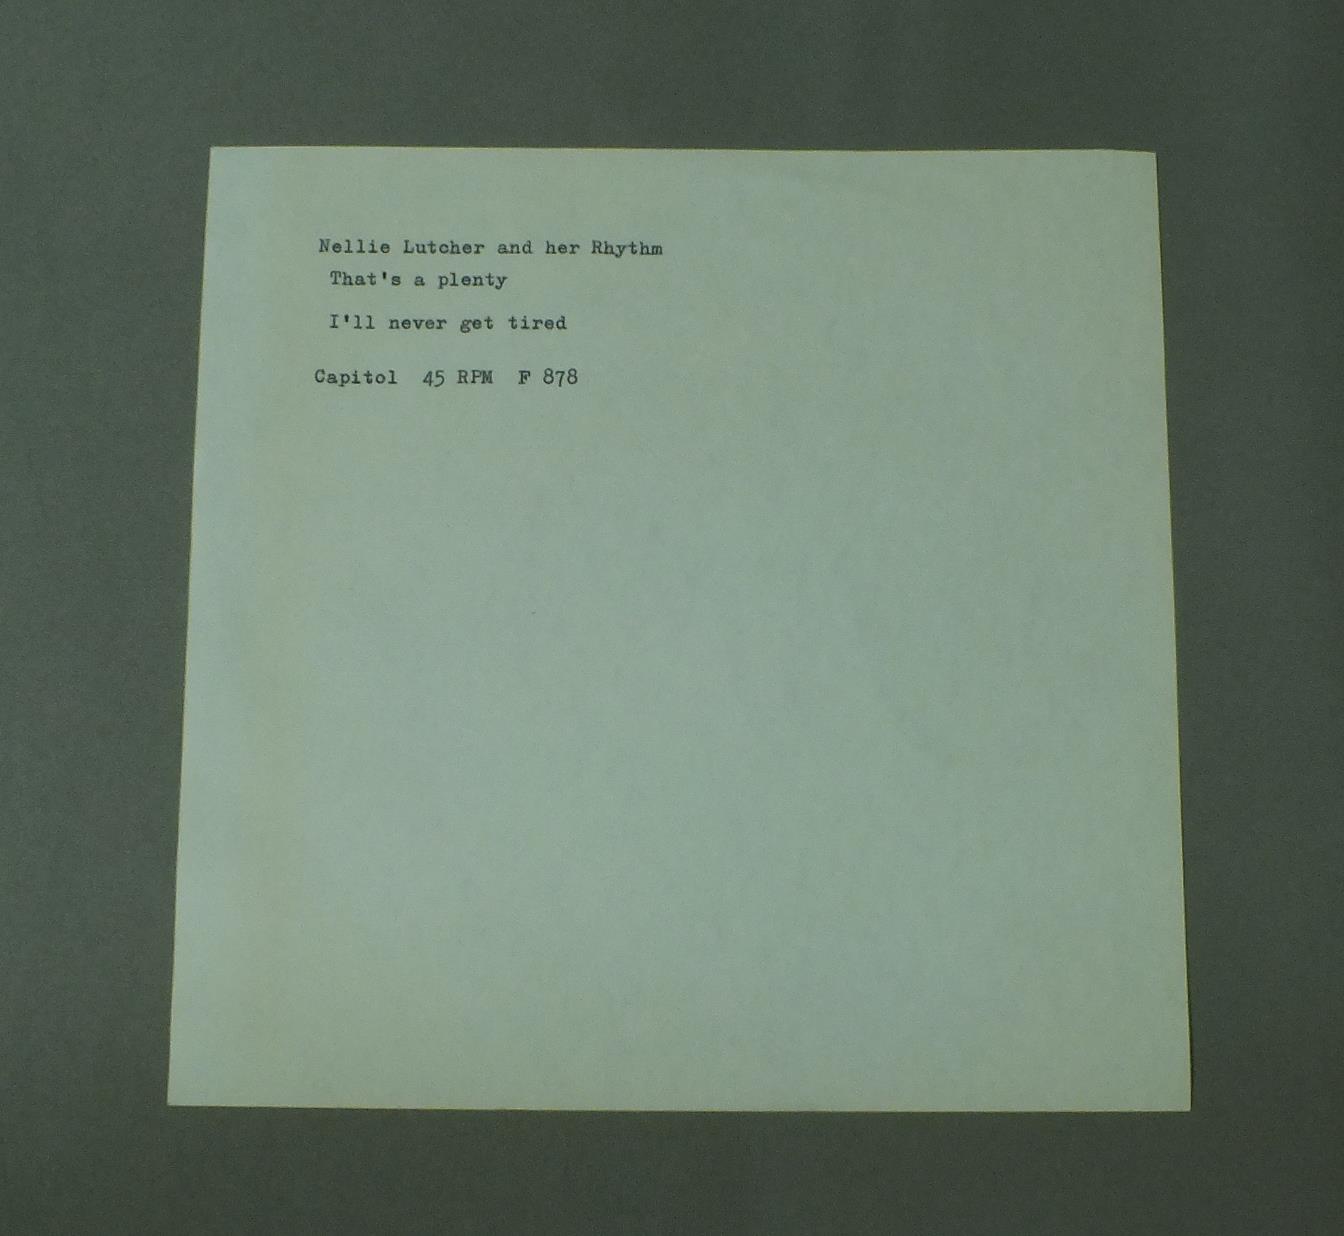 Nellie Lutcher and her Rhythm
That's a plenty
I'll never get tired
Capitol 45 RPM F 878